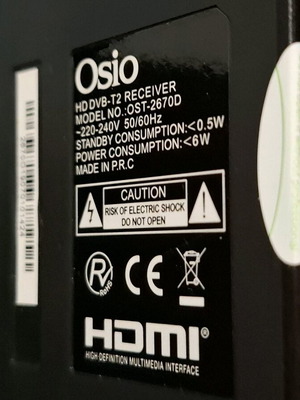 Osio
HD DVB-T2 RECEIVER
MODEL NO.:OST-2670D
~220-240V 50/60Hz
STANDBY CONSUMPTION:<0.5W
POWER CONSUMPTION:<6W
MADE IN P.R.C
CAUTION
RISK OF ELECTRIC SHOCK
DO NOT OPEN
R
RoHS
CE
HDMI®
HIGH DEFINITION MULTIMEDIA INTERFACE